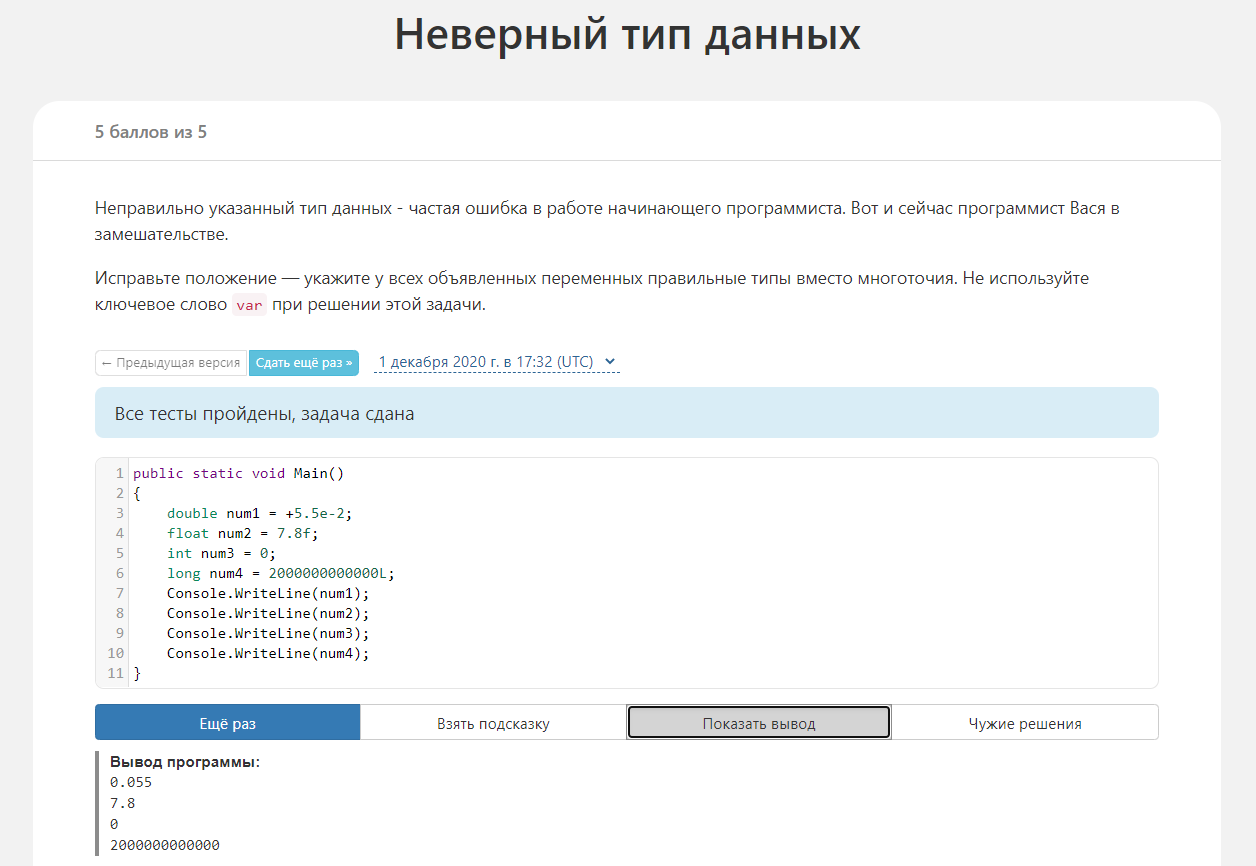 Неверный тип данных
5 баллов из 5
Неправильно указанный тип данных - частая ошибка в работе начинающего программиста. Вот и сейчас программист Вася в
замешательстве.
Исправьте положение — укажите у всех объявленных переменных правильные типы вместо многоточия. Не используйте
ключевое слово var при решении этой задачи.
← Предыдущая версия Сдать ещё раз » 1 декабря 2020 г. в 17:32 (UTC)
Все тесты пройдены, задача сдана
1 public static void Main()
2 {
3     double num1 = +5.5e-2;
4     float num2 = 7.8f;
5     int num3 = 0;
6     long num4 = 2000000000000L;
7     Console.WriteLine(num1);
8     Console.WriteLine(num2);
9     Console.WriteLine(num3);
10     Console.WriteLine(num4);
11 }
Ещё раз Взять подсказку Показать вывод Чужие решения
Вывод программы:
0.055
7.8
0
2000000000000